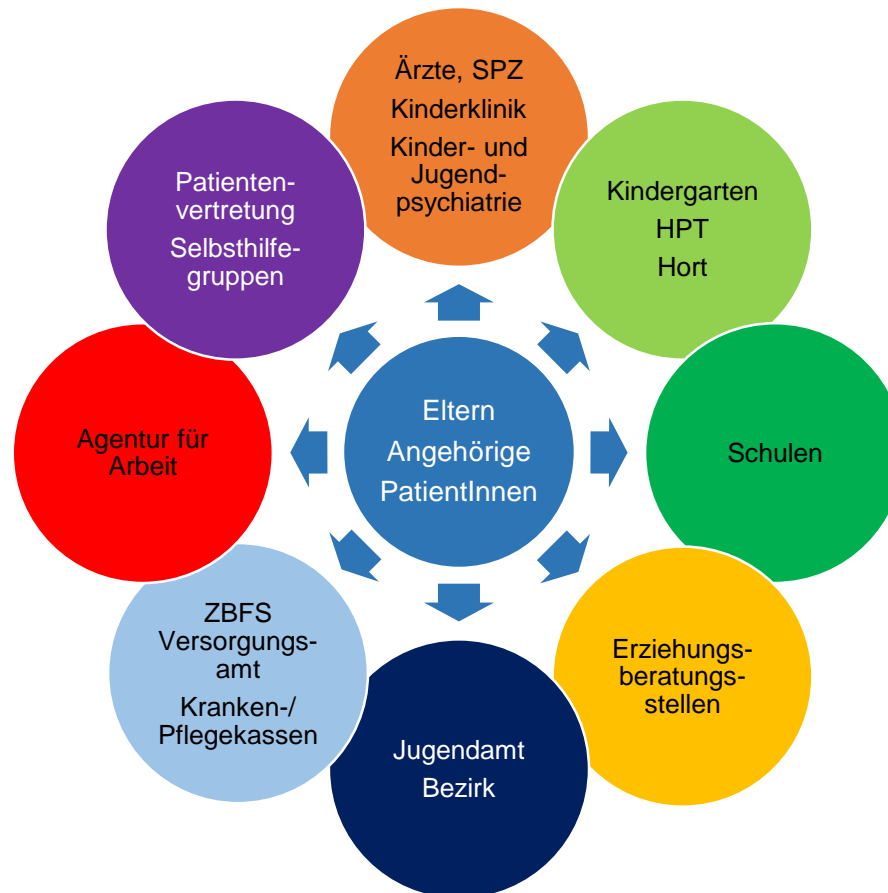 Ärzte, SPZ
Kinderklinik
Kinder- und
Jugend-
psychiatrie
Kindergarten
HPT
Hort
Schulen
Erziehungs-
beratungs-
stellen
Jugendamt
Bezirk
ZBFS
Versorgungs-
amt
Kranken-/
Pflegekassen
Agentur für
Arbeit
Patienten-
vertretung
Selbsthilfe-
gruppen
Eltern
Angehörige
PatientInnen